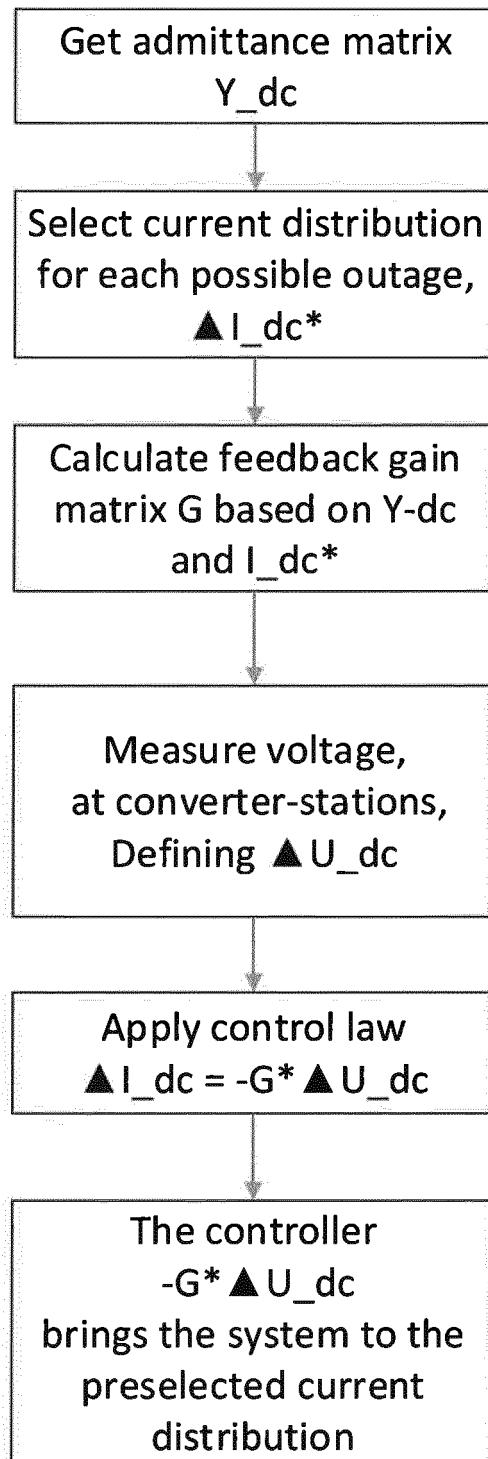 Get admittance matrix
Y_dc
Select current distribution
for each possible outage,
▲I_dc*
Calculate feedback gain
matrix G based on Y-dc
and I_dc*
Measure voltage,
at converter-stations,
Defining ▲U_dc
Apply control law
▲I_dc = -G*▲U_dc
The controller
-G*▲U_dc
brings the system to the
preselected current
distribution